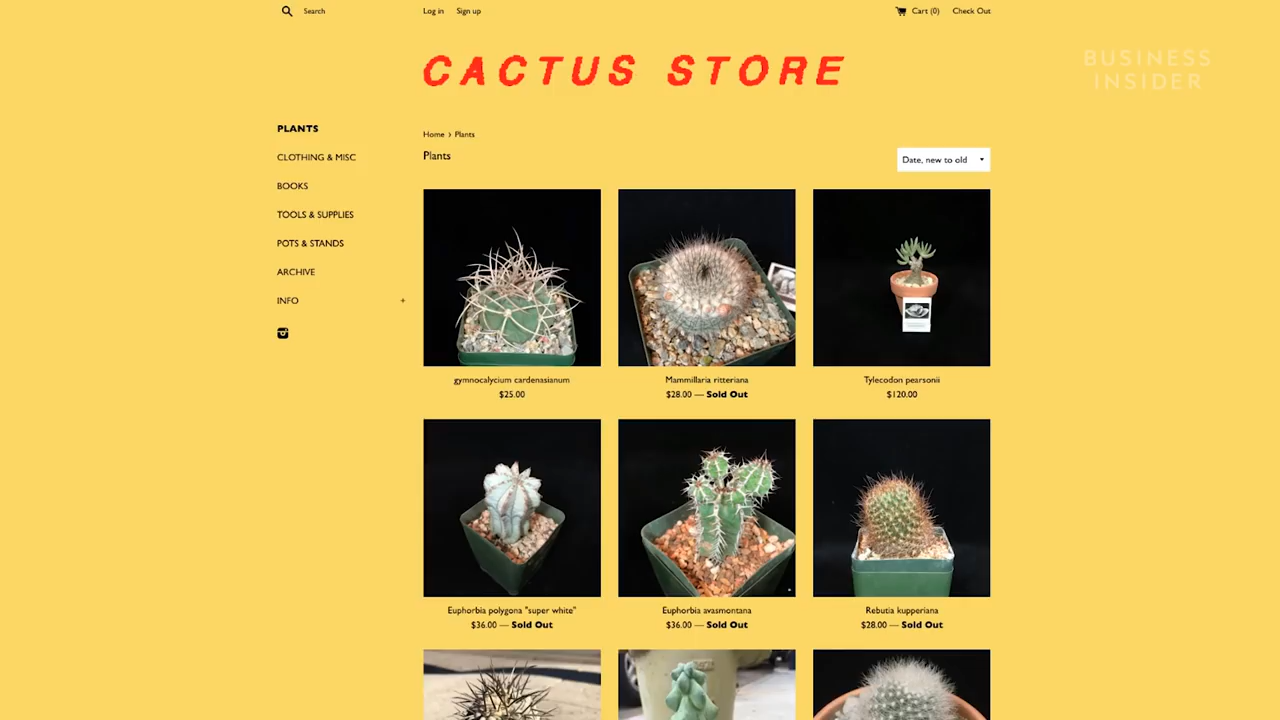 Search
Log in
Sign up
Cart (0)
Check Out
CACTUS STORE
BUSINESS
INSIDER
PLANTS
CLOTHING & MISC
BOOKS
TOOLS & SUPPLIES
POTS & STANDS
ARCHIVE
INFO +
Home › Plants
Plants
Date, new to old
gymnocalycium cardenasianum
$25.00
Mammillaria ritteriana
$28.00 — Sold Out
Tylecodon pearsonii
$120.00
Euphorbia polygona "super white"
$36.00 — Sold Out
Euphorbia avasmontana
$36.00 — Sold Out
Rebutia kupperiana
$28.00 — Sold Out